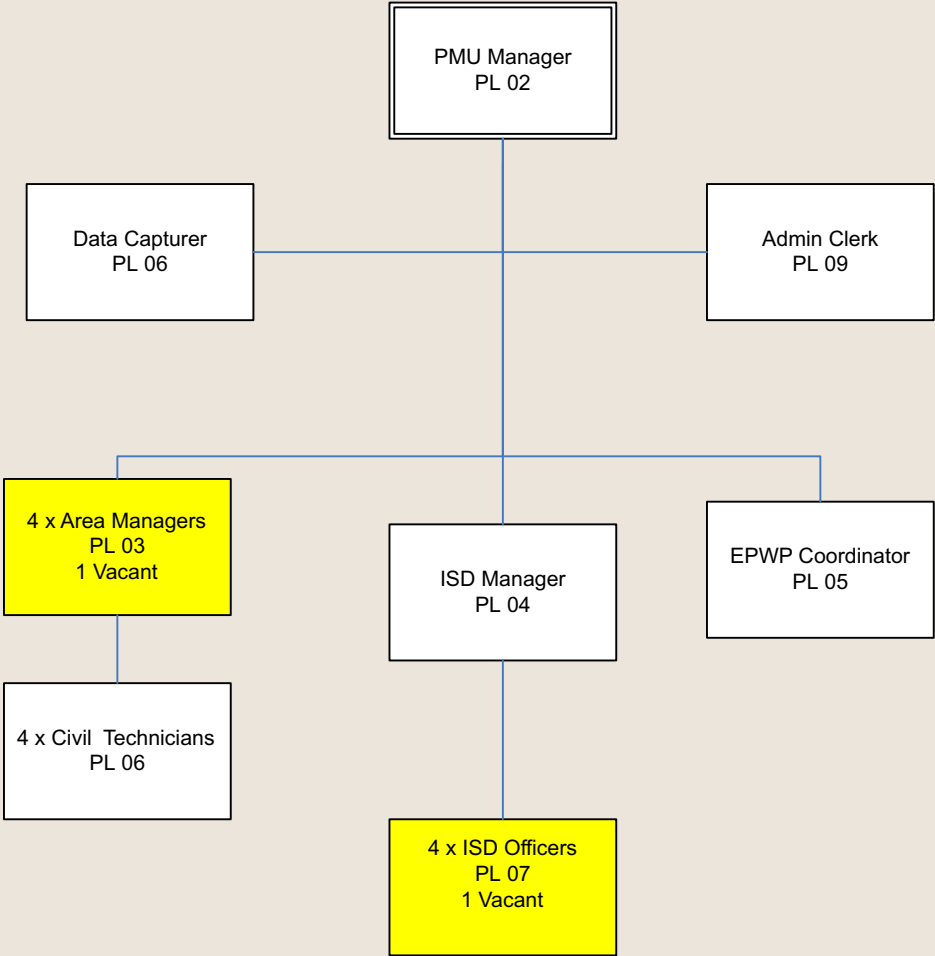 PMU Manager
PL 02
Data Capturer
PL 06
Admin Clerk
PL 09
4 x Area Managers
PL 03
1 Vacant
ISD Manager
PL 04
EPWP Coordinator
PL 05
4 x Civil Technicians
PL 06
4 x ISD Officers
PL 07
1 Vacant